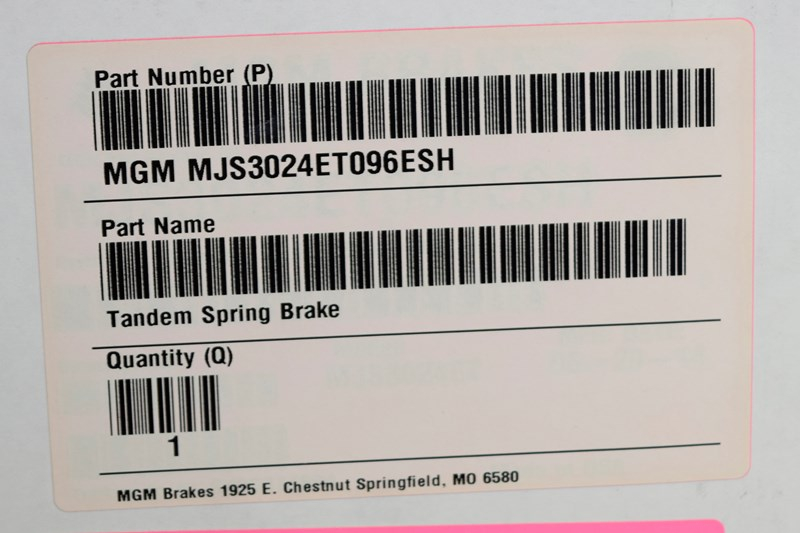 Part Number (P)
MGM MJS3024ET096ESH
Part Name
Tandem Spring Brake
Quantity (Q)
1
MGM Brakes 1925 E. Chestnut Springfield, MO 6580